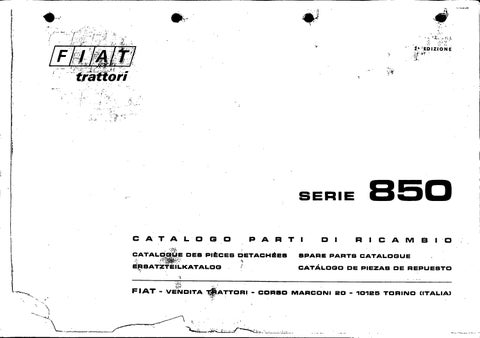 FIAT
trattori
2ª EDIZIONE
SERIE 850
CATALOGO PARTI DI RICAMBIO
CATALOGUE DES PIÈCES DETACHÉES SPARE PARTS CATALOGUE
ERSATZTEILKATALOG CATÁLOGO DE PIEZAS DE REPUESTO
FIAT - VENDITA TRATTORI - CORSO MARCONI 20 - 10125 TORINO (ITALIA)